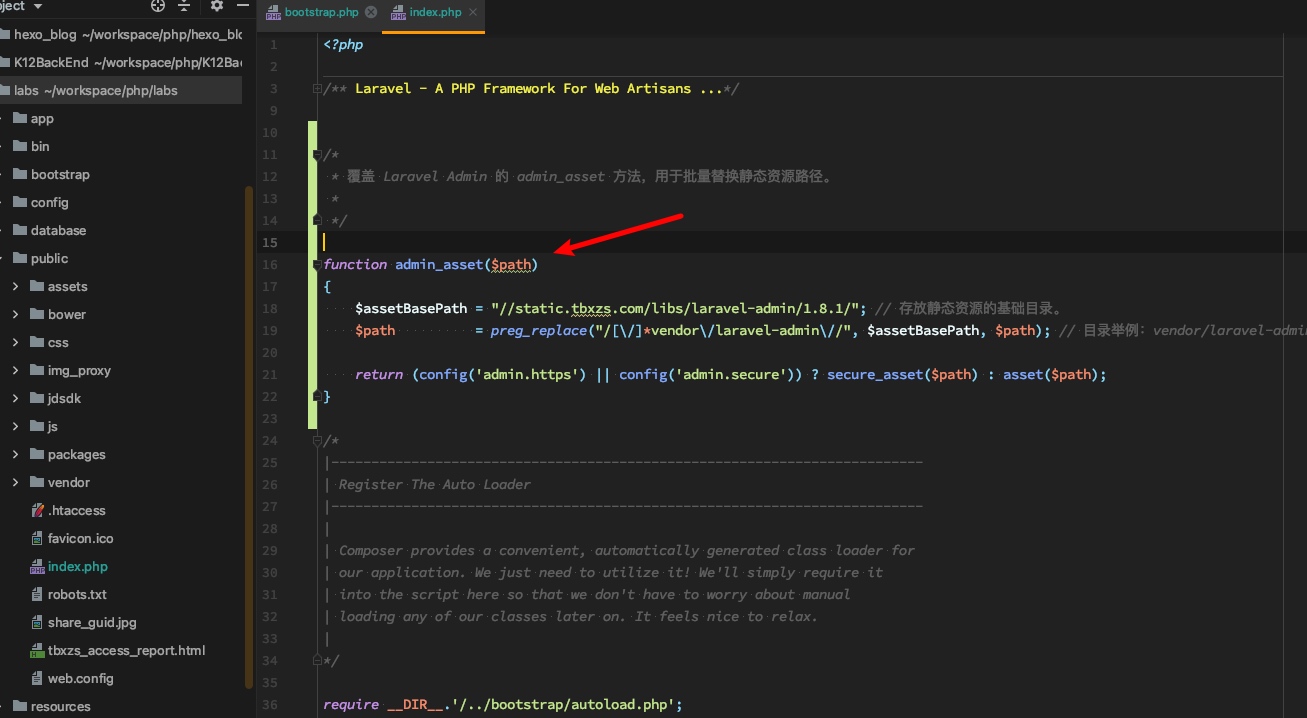 ject
bootstrap.php
index.php
hexo_blog ~/workspace/php/hexo_blo
K12BackEnd ~/workspace/php/K12Ba
labs ~/workspace/php/labs
app
bin
bootstrap
config
database
public
assets
bower
css
img_proxy
jdsdk
js
packages
vendor
.htaccess
favicon.ico
index.php
robots.txt
share_guid.jpg
tbxzs_access_report.html
web.config
resources
1 <?php
2
3 /** Laravel - A PHP Framework For Web Artisans ...*/
9
10
11 /*
12 * 覆盖 Laravel Admin 的 admin_asset 方法，用于批量替换静态资源路径。
13 *
14 */
15
16 function admin_asset($path)
17 {
18 $assetBasePath = "//static.tbxzs.com/libs/laravel-admin/1.8.1/"; // 存放静态资源的基础目录。
19 $path = preg_replace("/[\/]*vendor\/laravel-admin\//", $assetBasePath, $path); // 目录举例：vendor/laravel-admi
20
21 return (config('admin.https') || config('admin.secure')) ? secure_asset($path) : asset($path);
22 }
23
24 /*
25 |--------------------------------------------------------------------------
26 | Register The Auto Loader
27 |--------------------------------------------------------------------------
28 |
29 | Composer provides a convenient, automatically generated class loader for
30 | our application. We just need to utilize it! We'll simply require it
31 | into the script here so that we don't have to worry about manual
32 | loading any of our classes later on. It feels nice to relax.
33 |
34 */
35
36 require __DIR__.'/../bootstrap/autoload.php';